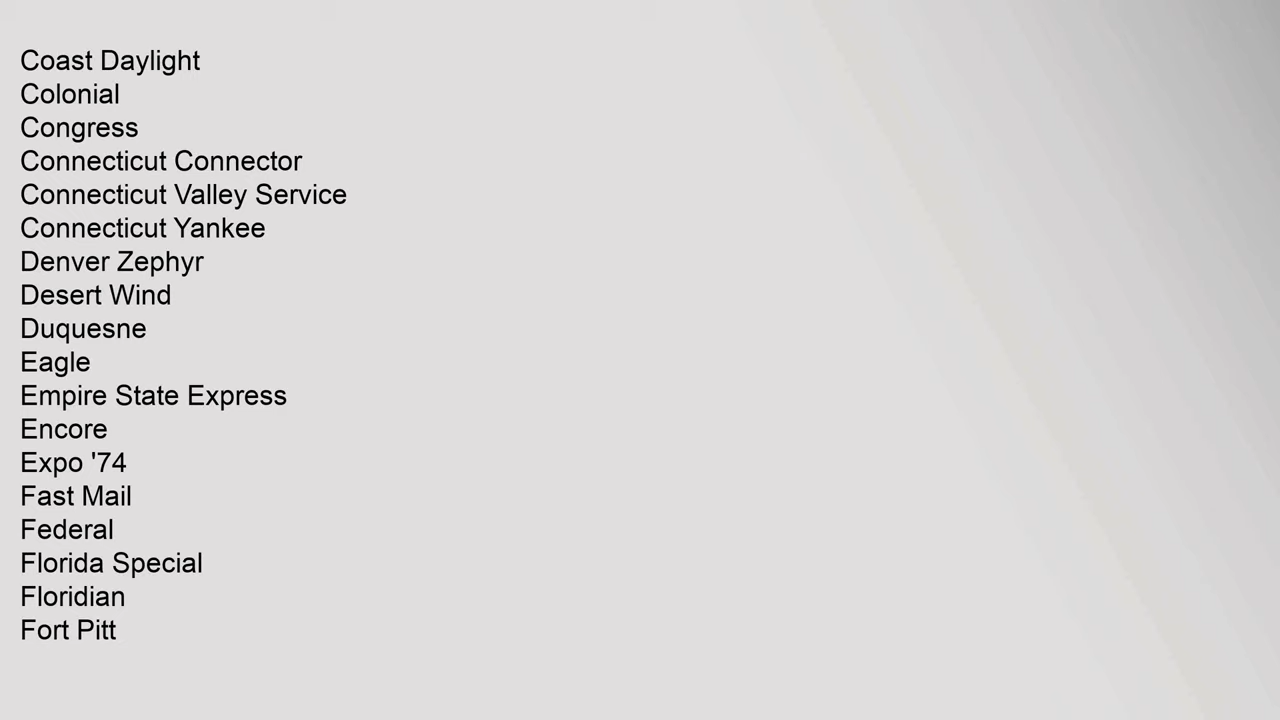 Coast Daylight
Colonial
Congress
Connecticut Connector
Connecticut Valley Service
Connecticut Yankee
Denver Zephyr
Desert Wind
Duquesne
Eagle
Empire State Express
Encore
Expo '74
Fast Mail
Federal
Florida Special
Floridian
Fort Pitt